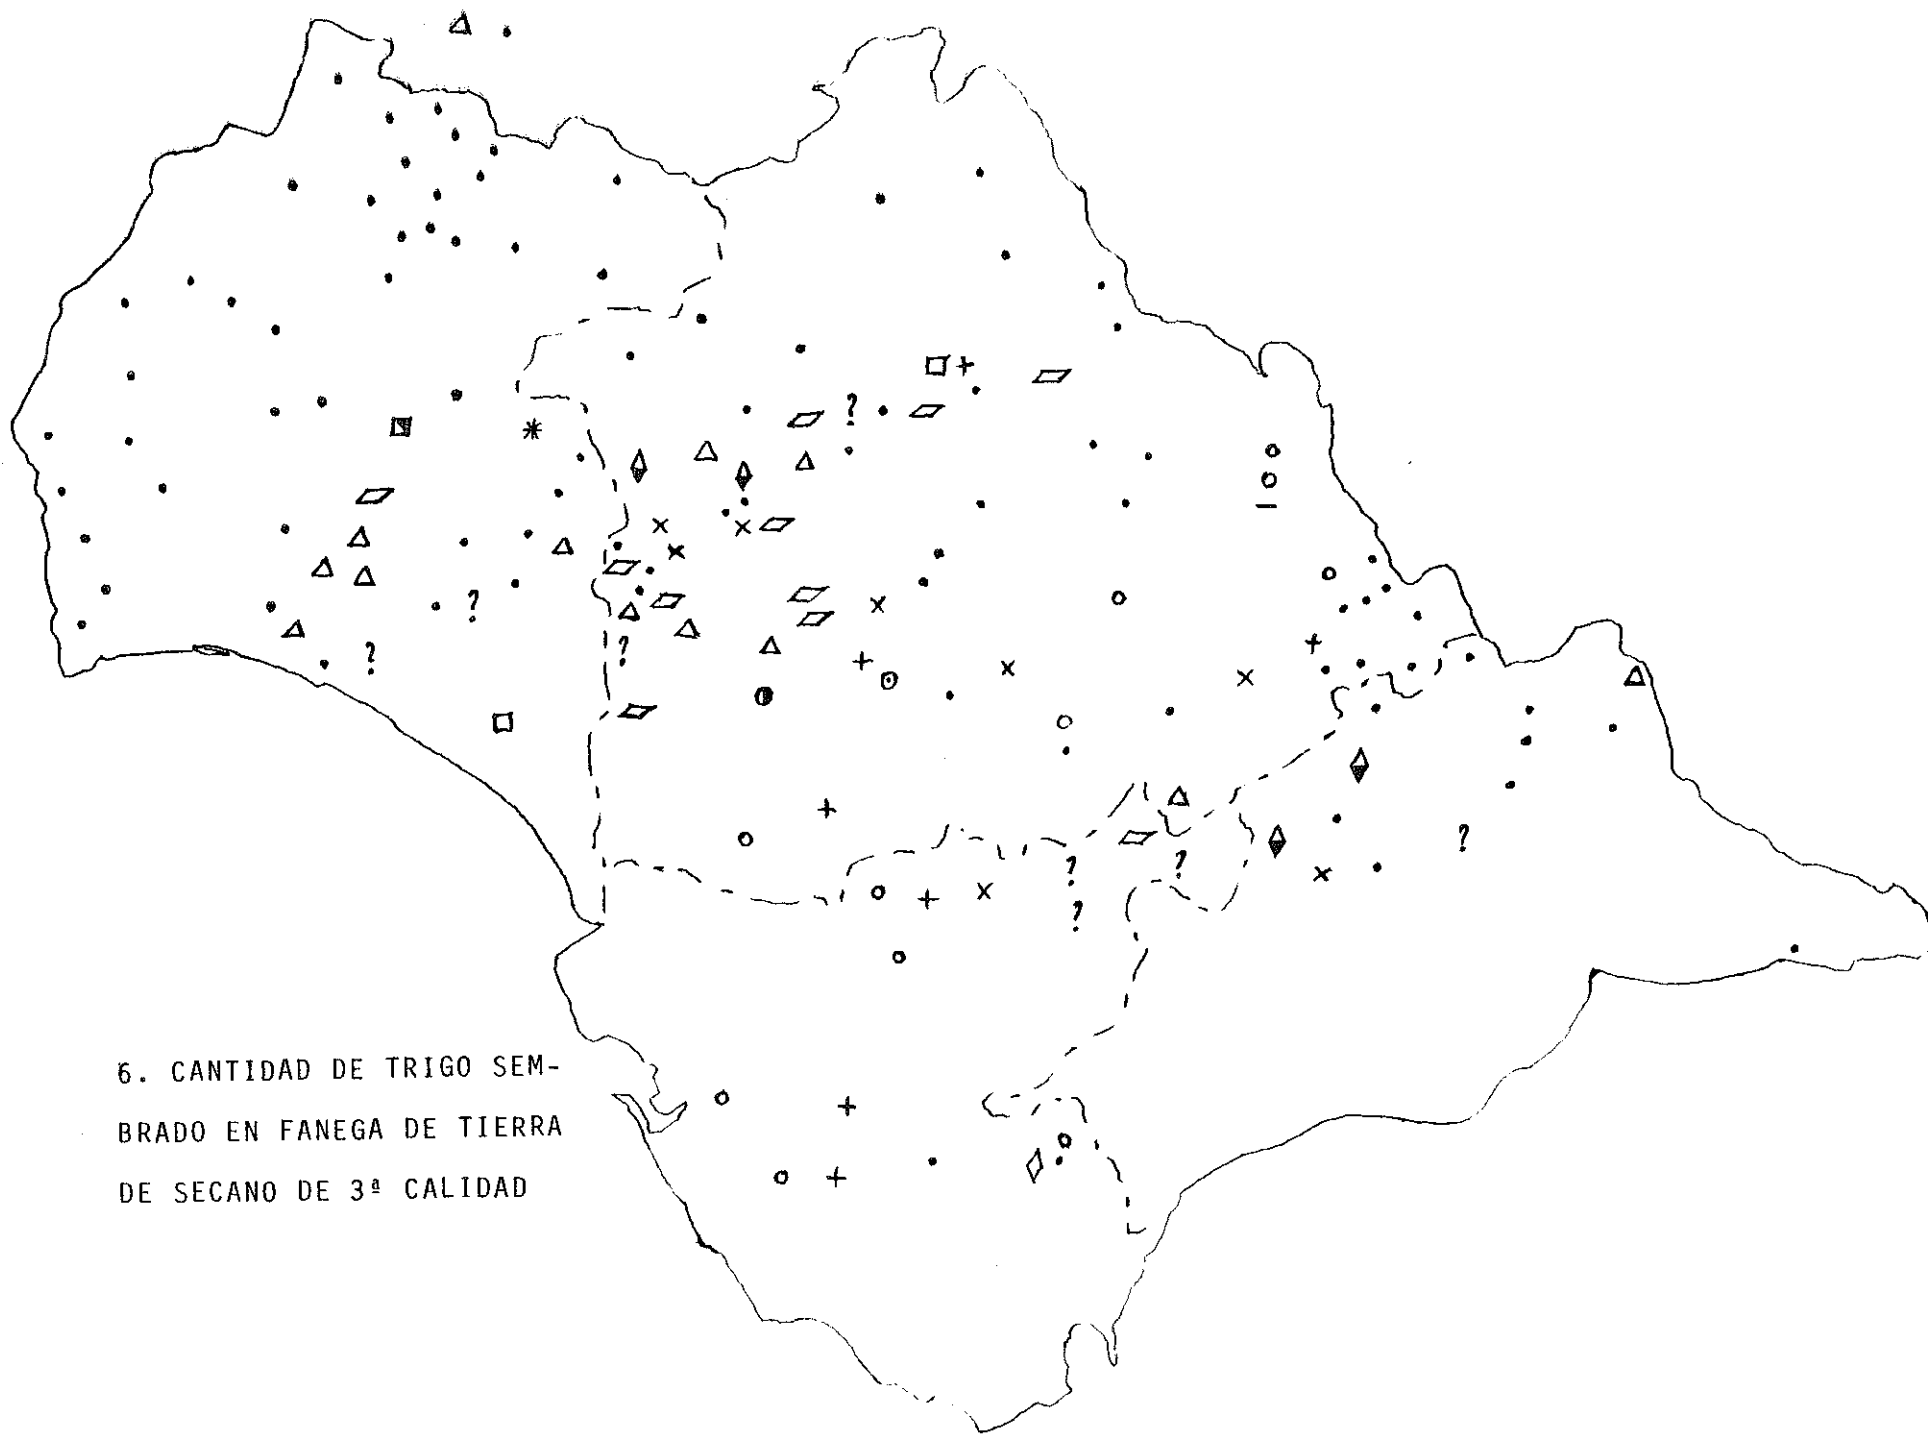 6. CANTIDAD DE TRIGO SEM-
BRADO EN FANEGA DE TIERRA
DE SECANO DE 3ª CALIDAD